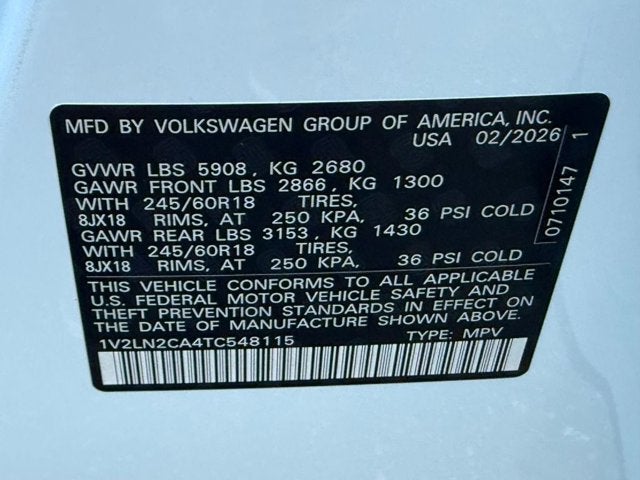 MFD BY VOLKSWAGEN GROUP OF AMERICA, INC.
USA 02/2026
GVWR LBS 5908, KG 2680
GAWR FRONT LBS 2866, KG 1300
WITH 245/60R18 TIRES,
8JX18 RIMS, AT 250 KPA, 36 PSI COLD
GAWR REAR LBS 3153, KG 1430
WITH 245/60R18 TIRES,
8JX18 RIMS, AT 250 KPA, 36 PSI COLD
THIS VEHICLE CONFORMS TO ALL APPLICABLE
U.S. FEDERAL MOTOR VEHICLE SAFETY AND
THEFT PREVENTION STANDARDS IN EFFECT ON
THE DATE OF MANUFACTURE SHOWN ABOVE.
1V2LN2CA4TC548115 TYPE: MPV
0710147 1